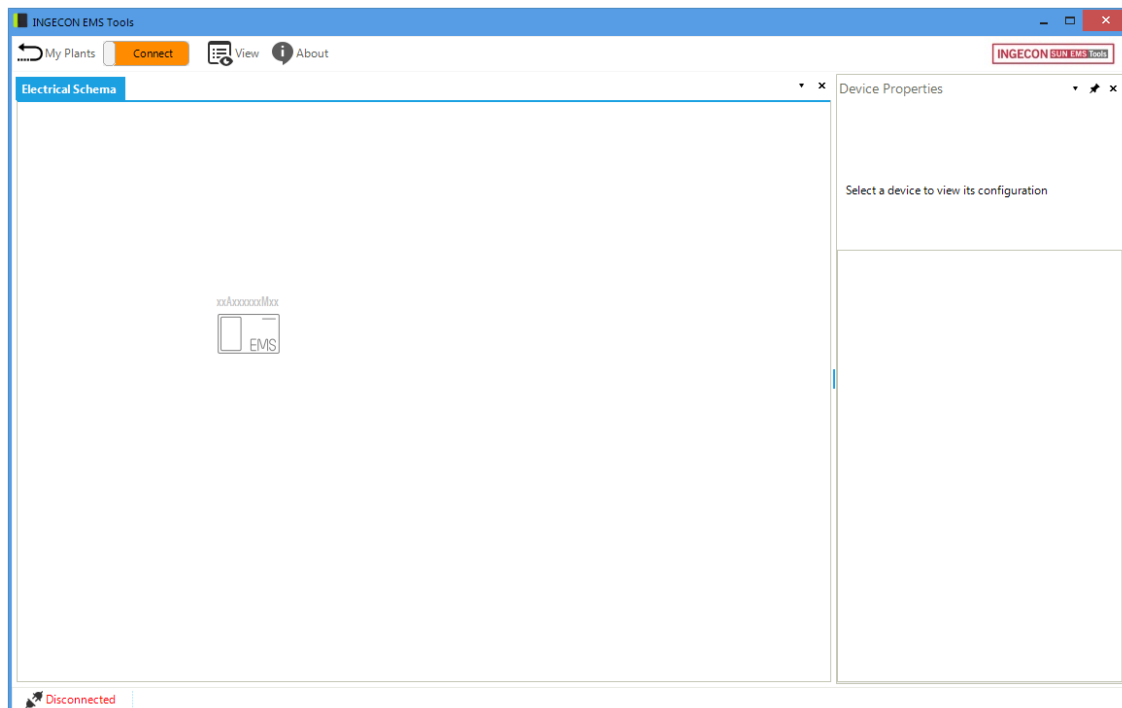 INGECON EMS Tools
My Plants Connect View About INGECON SUN EMS Tools
Electrical Schema
Device Properties
Select a device to view its configuration
xxAxxxxxxMxx
EMS
Disconnected